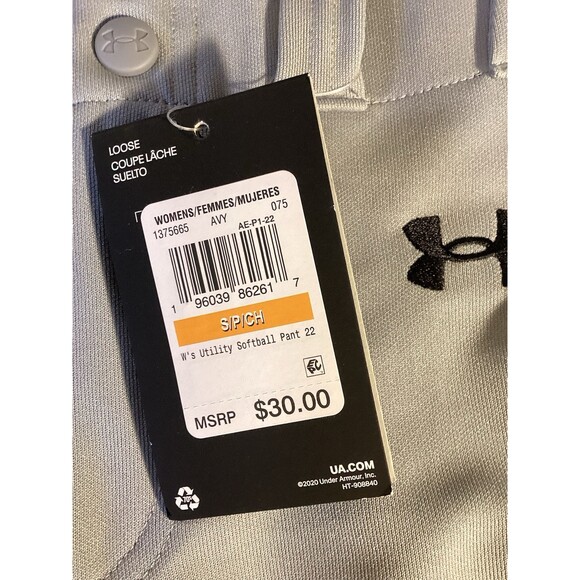 LOOSE
COUPE LÂCHE
SUELTO
WOMENS/FEMMES/MUJERES
1375665 AVY 075
AE-P1-22
1 96039 86261 7
S/P/CH
W's Utility Softball Pant 22
EPC
MSRP $30.00
UA.COM
©2020 Under Armour, Inc.
HT-908840